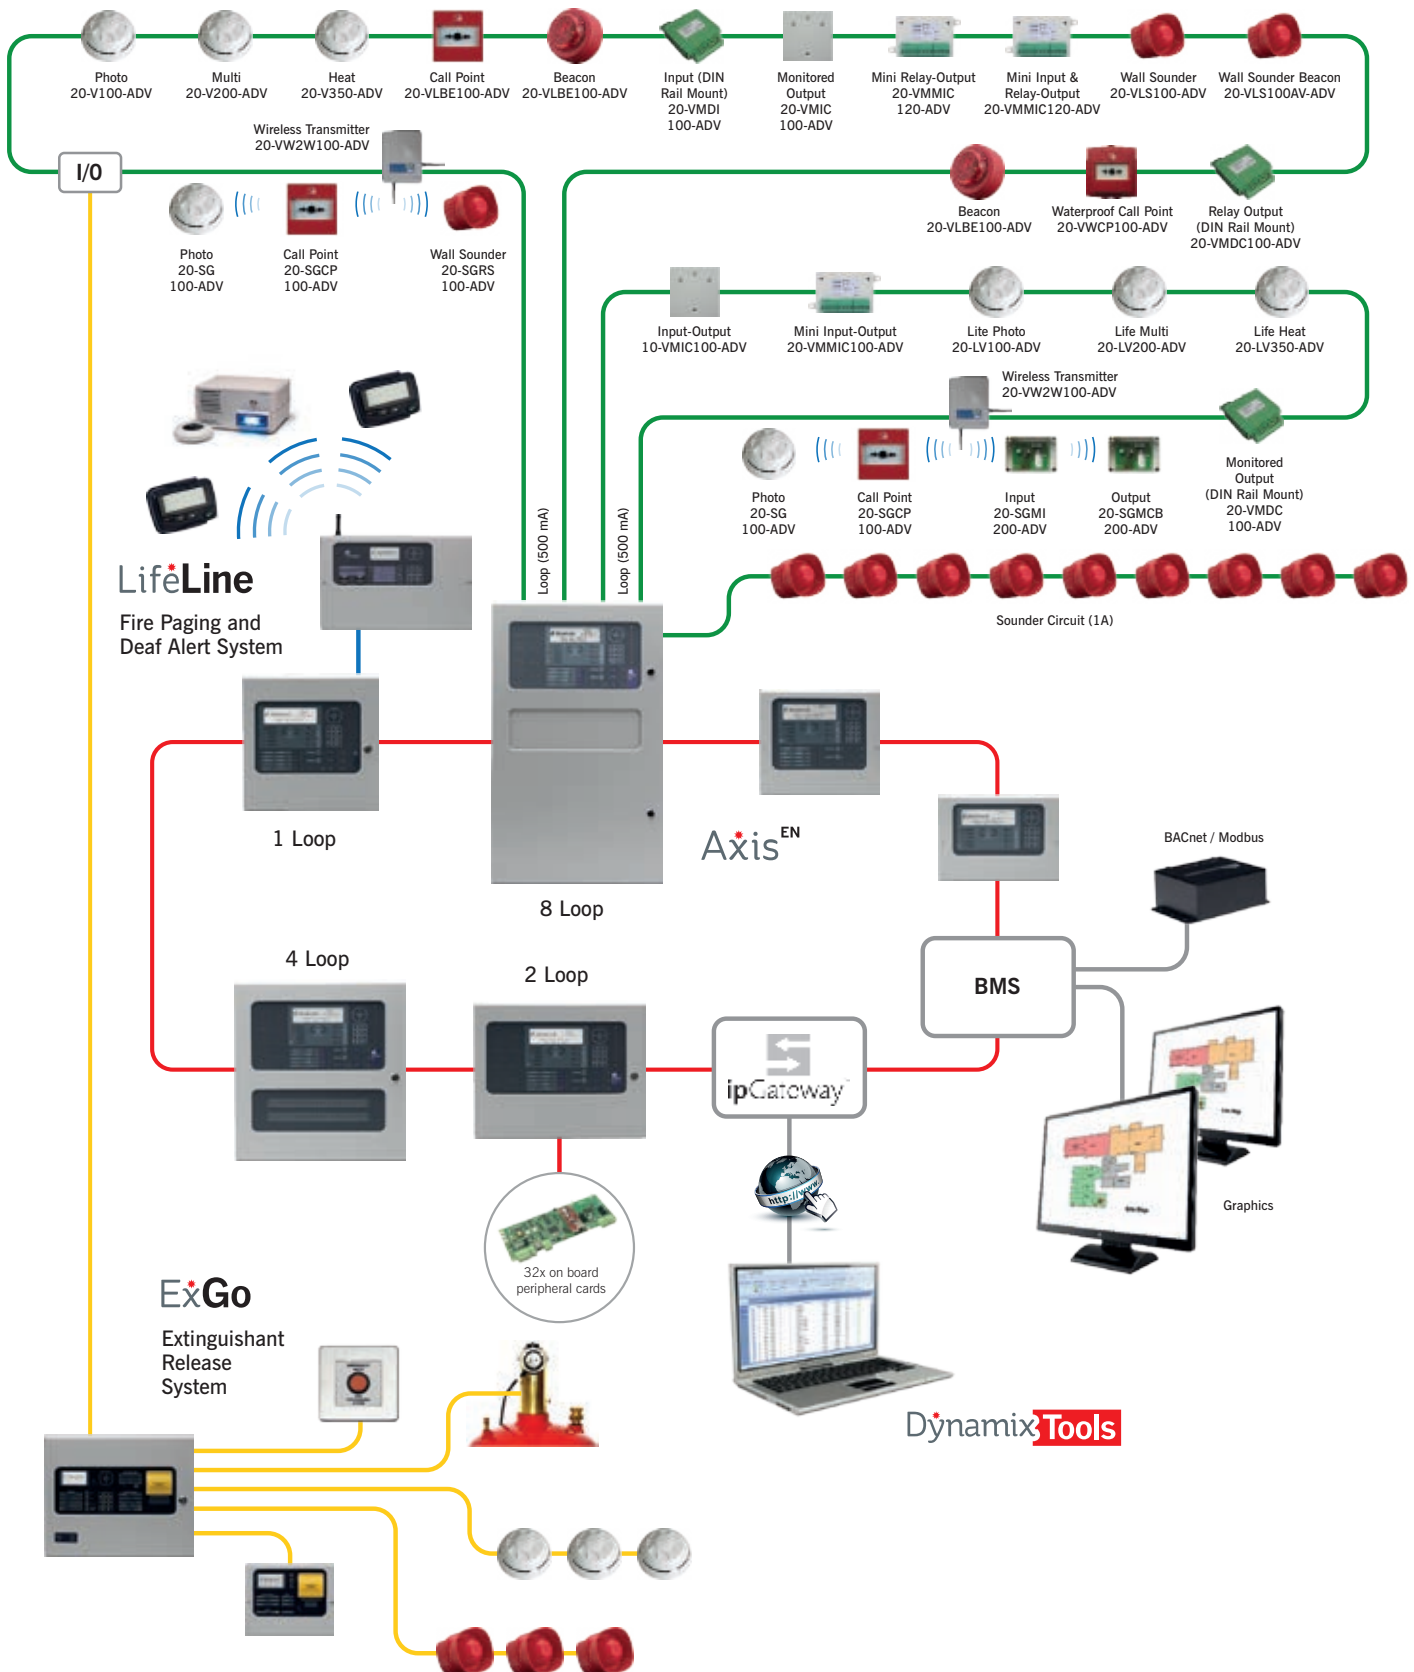 Photo
20-V100-ADV
Multi
20-V200-ADV
Heat
20-V350-ADV
Call Point
20-VLBE100-ADV
Beacon
20-VLBE100-ADV
Input (DIN
Rail Mount)
20-VMDI
100-ADV
Monitored
Output
20-VMIC
100-ADV
Mini Relay-Output
20-VMMIC
120-ADV
Mini Input &
Relay-Output
20-VMMIC120-ADV
Wall Sounder
20-VLS100-ADV
Wall Sounder Beacon
20-VLS100AV-ADV
Wireless Transmitter
20-VW2W100-ADV
I/O
Photo
20-SG
100-ADV
Call Point
20-SGCP
100-ADV
Wall Sounder
20-SGRS
100-ADV
Beacon
20-VLBE100-ADV
Waterproof Call Point
20-VWCP100-ADV
Relay Output
(DIN Rail Mount)
20-VMDC100-ADV
Input-Output
10-VMIC100-ADV
Mini Input-Output
20-VMMIC100-ADV
Lite Photo
20-LV100-ADV
Life Multi
20-LV200-ADV
Life Heat
20-LV350-ADV
Wireless Transmitter
20-VW2W100-ADV
Photo
20-SG
100-ADV
Call Point
20-SGCP
100-ADV
Input
20-SGMI
200-ADV
Output
20-SGMCB
200-ADV
Monitored
Output
(DIN Rail Mount)
20-VMDC
100-ADV
Loop (500 mA)
Loop (500 mA)
Sounder Circuit (1A)
LifeLine
Fire Paging and
Deaf Alert System
1 Loop
8 Loop
Axis EN
BACnet / Modbus
4 Loop
2 Loop
BMS
ipGateway
http://www.
Graphics
32x on board
peripheral cards
ExGo
Extinguishant
Release
System
Dynamix Tools